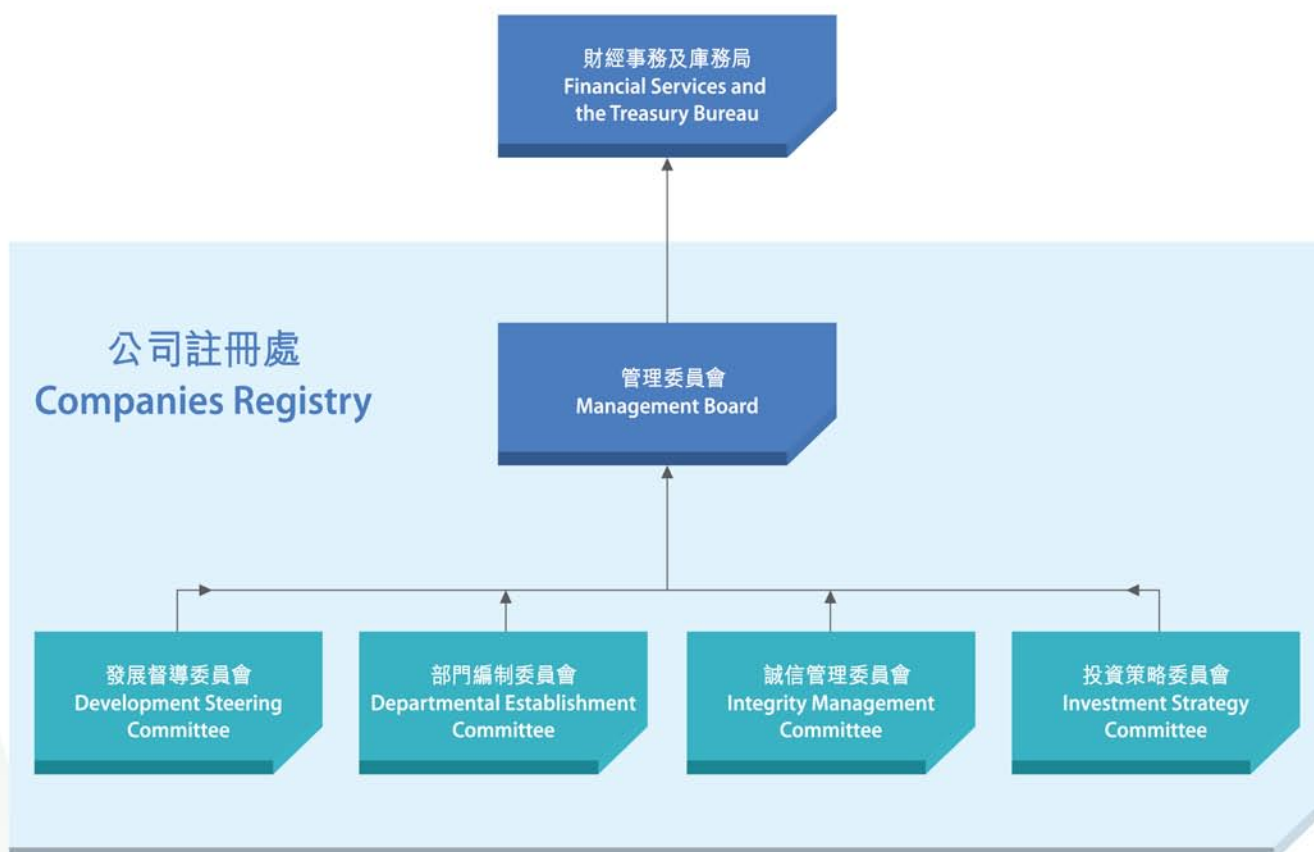 財經事務及庫務局
Financial Services and
the Treasury Bureau
公司註冊處
Companies Registry
管理委員會
Management Board
發展督導委員會
Development Steering
Committee
部門編制委員會
Departmental Establishment
Committee
誠信管理委員會
Integrity Management
Committee
投資策略委員會
Investment Strategy
Committee